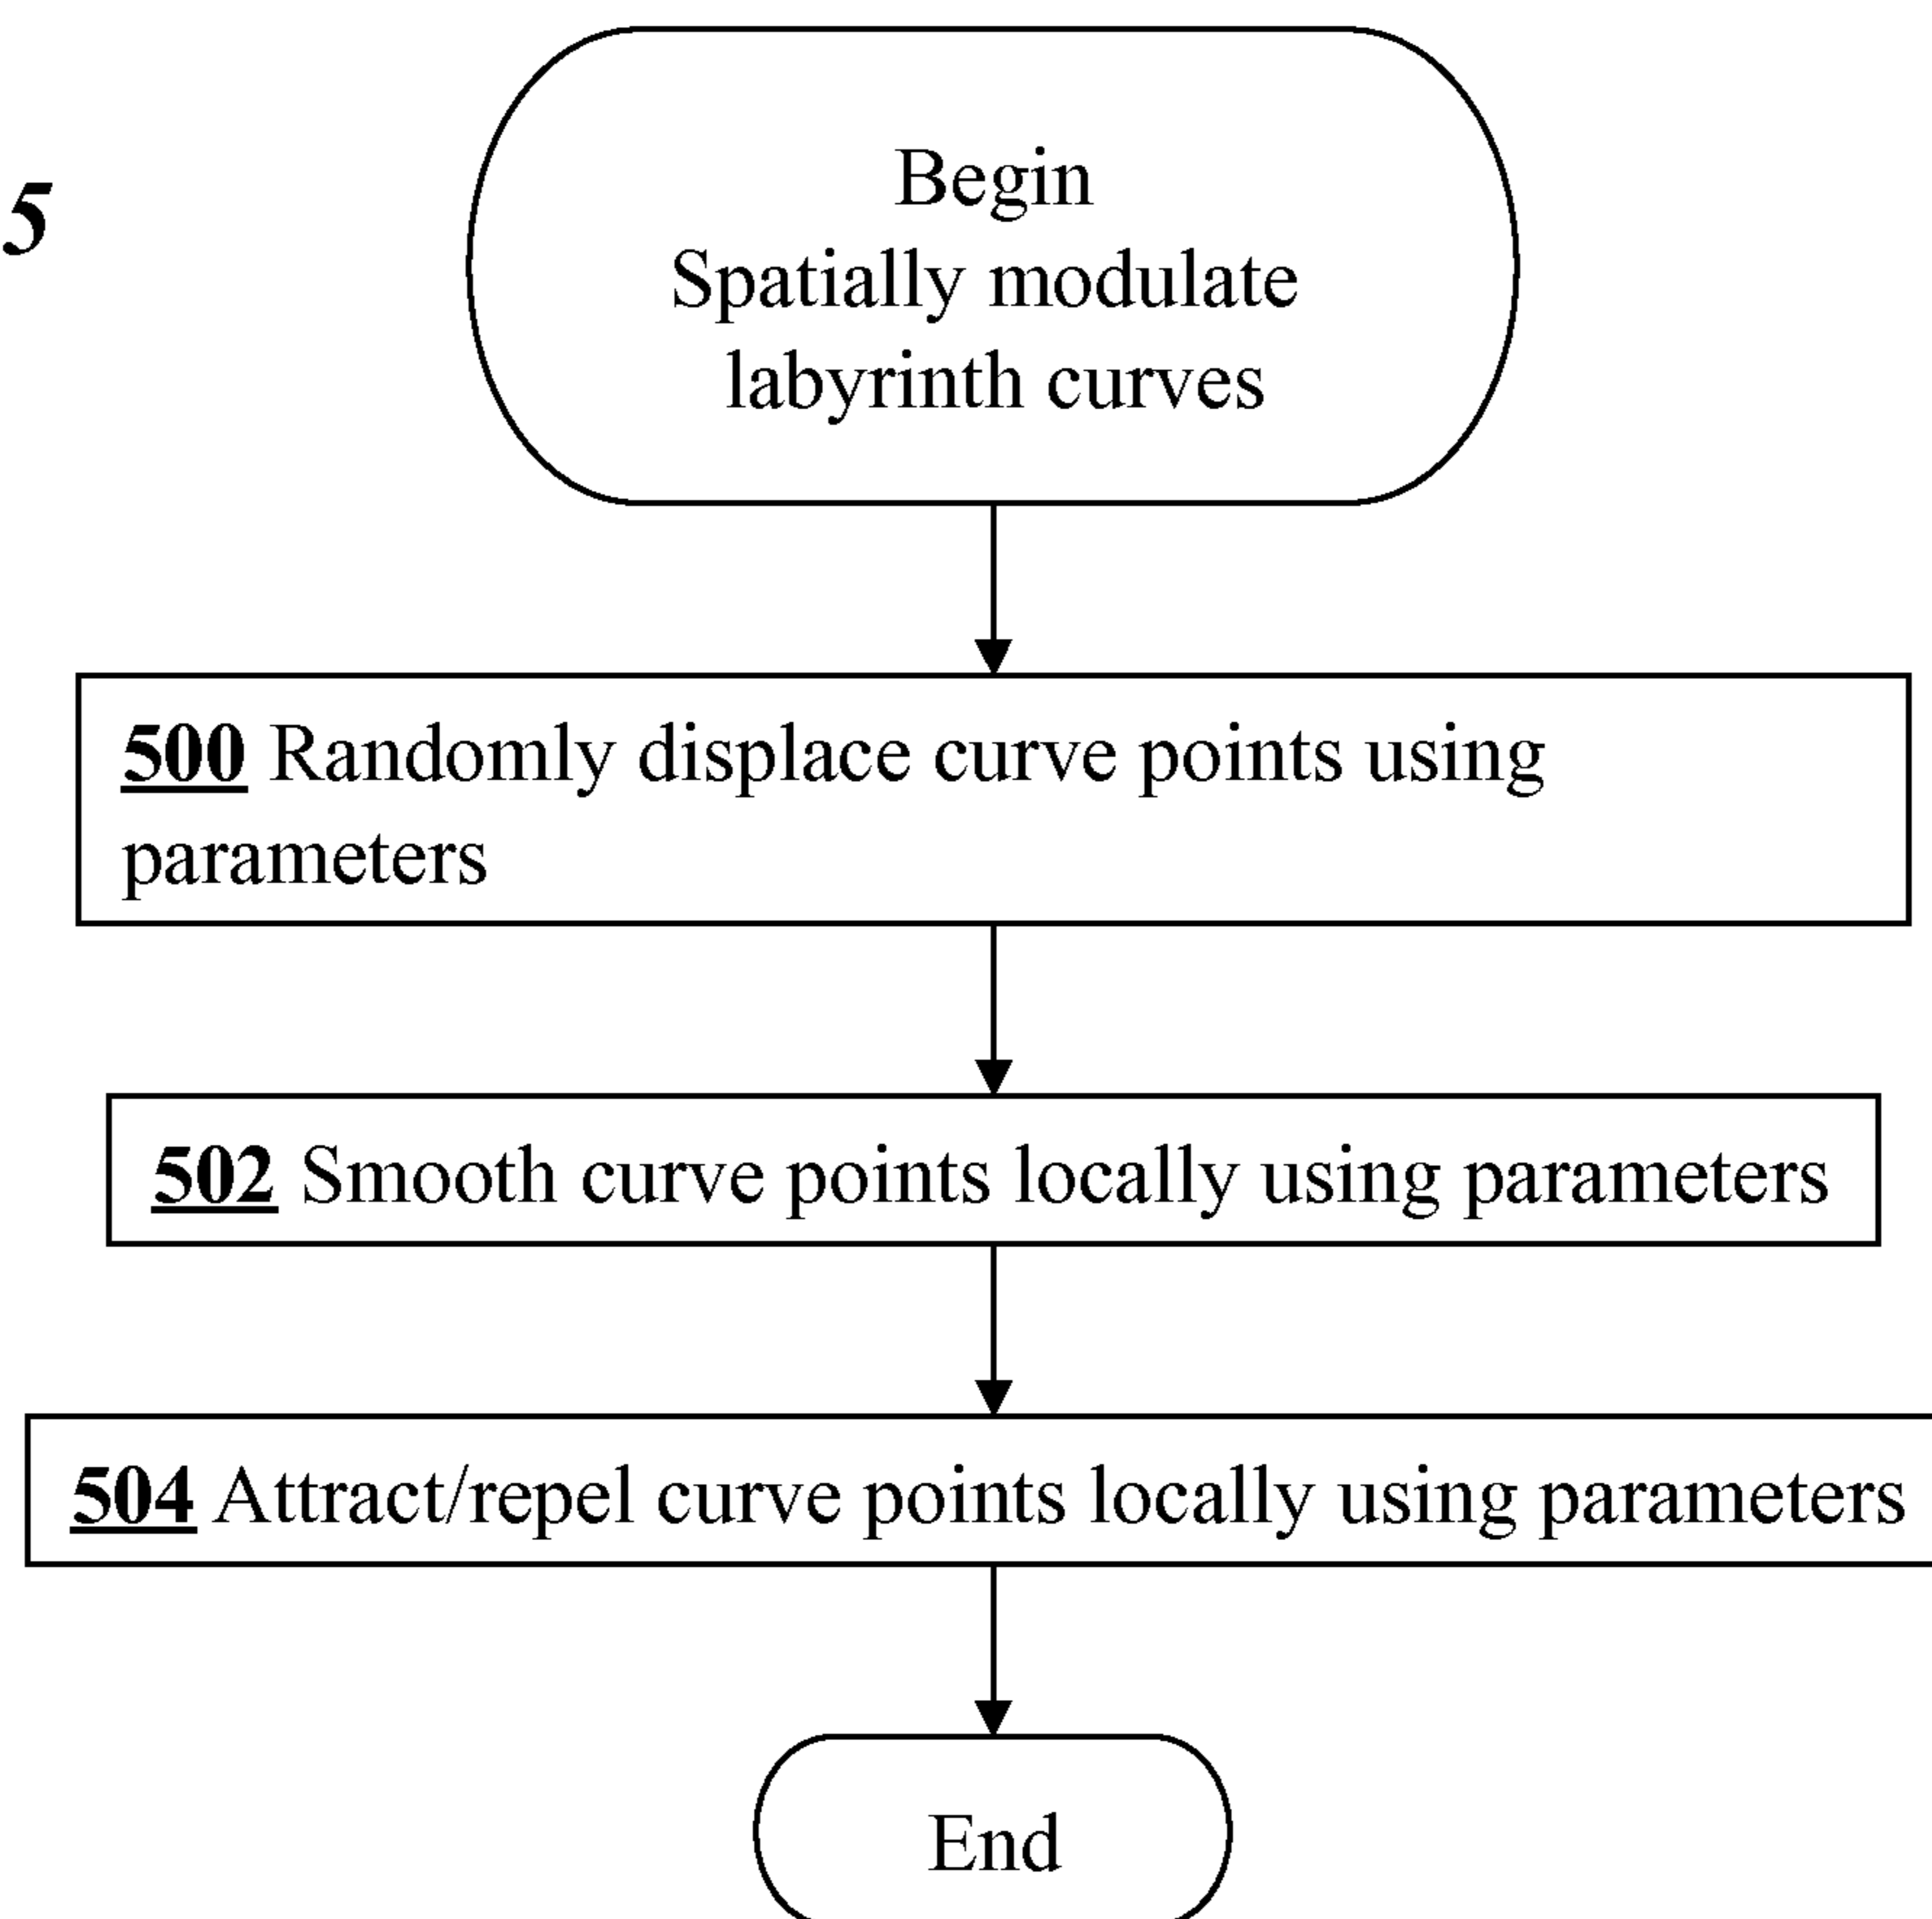 5
Begin
Spatially modulate
labyrinth curves
500 Randomly displace curve points using
parameters
502 Smooth curve points locally using parameters
504 Attract/repel curve points locally using parameters
End